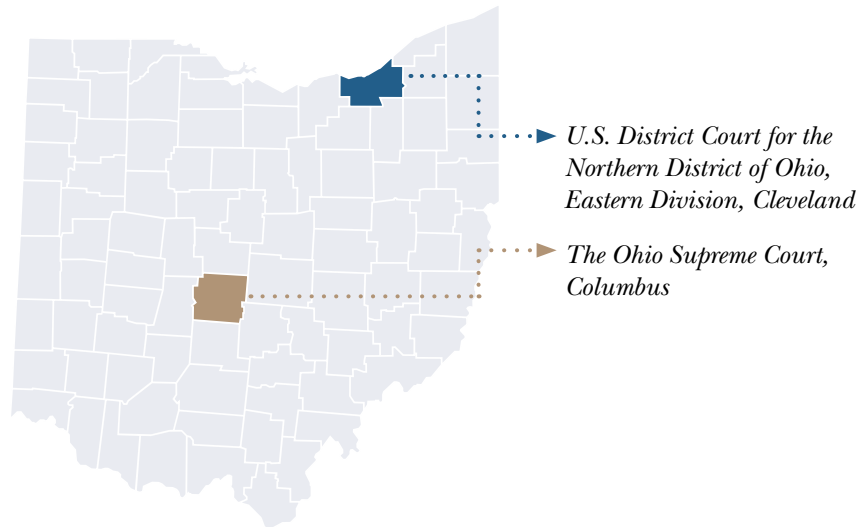 U.S. District Court for the
Northern District of Ohio,
Eastern Division, Cleveland
The Ohio Supreme Court,
Columbus